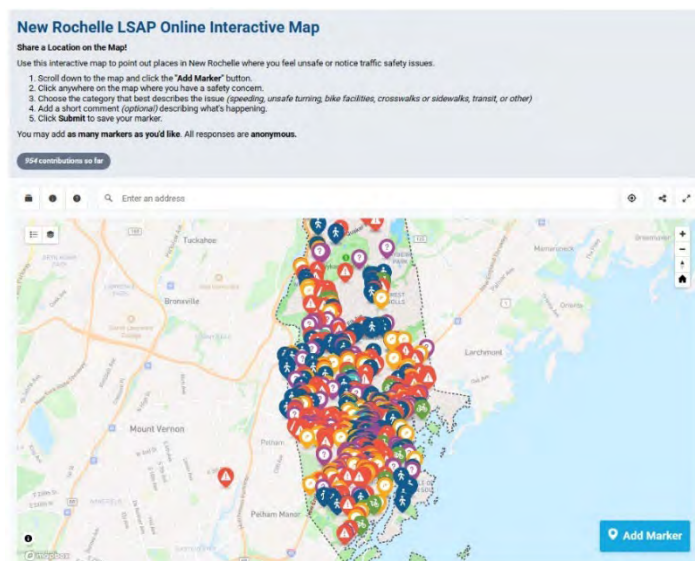 New Rochelle LSAP Online Interactive Map
Share a Location on the Map!
Use this interactive map to point out places in New Rochelle where you feel unsafe or notice traffic safety issues.
1. Scroll down to the map and click the "Add Marker" button.
2. Click anywhere on the map where you have a safety concern.
3. Choose the category that best describes the issue (speeding, unsafe turning, bike facilities, crosswalks or sidewalks, transit, or other)
4. Add a short comment (optional) describing what's happening.
5. Click Submit to save your marker.
You may add as many markers as you'd like. All responses are anonymous.
954 contributions so far
Enter an address
Tuckahoe
Mamaroneck
Bronxville
Larchmont
Mount Vernon
Pelham
Pelham Manor
Add Marker
mapbox